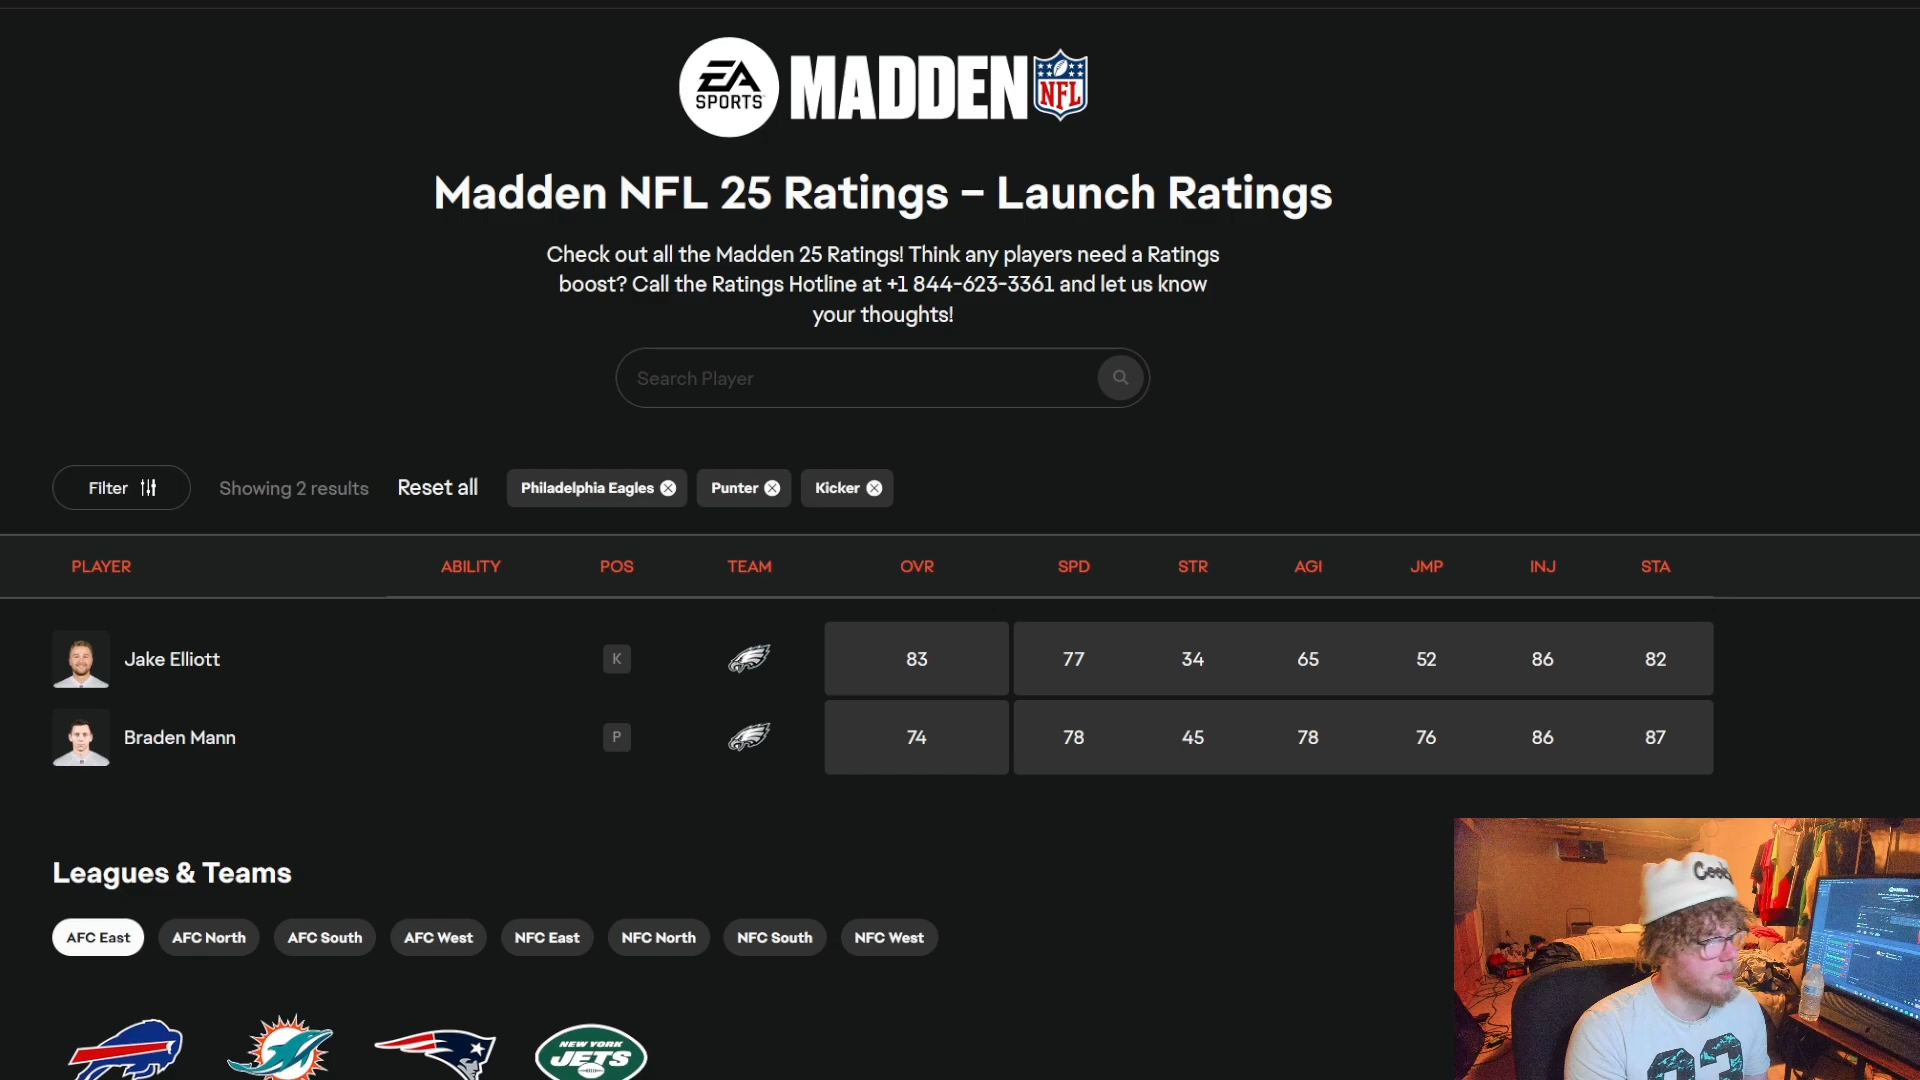 EA
SPORTS
MADDEN
NFL
Madden NFL 25 Ratings – Launch Ratings
Check out all the Madden 25 Ratings! Think any players need a Ratings
boost? Call the Ratings Hotline at +1 844-623-3361 and let us know
your thoughts!
Search Player
Filter Showing 2 results Reset all Philadelphia Eagles Punter Kicker
PLAYER ABILITY POS TEAM OVR SPD STR AGI JMP INJ STA
Jake Elliott K 83 77 34 65 52 86 82
Braden Mann P 74 78 45 78 76 86 87
Leagues & Teams
AFC East AFC North AFC South AFC West NFC East NFC North NFC South NFC West
NEW YORK
JETS